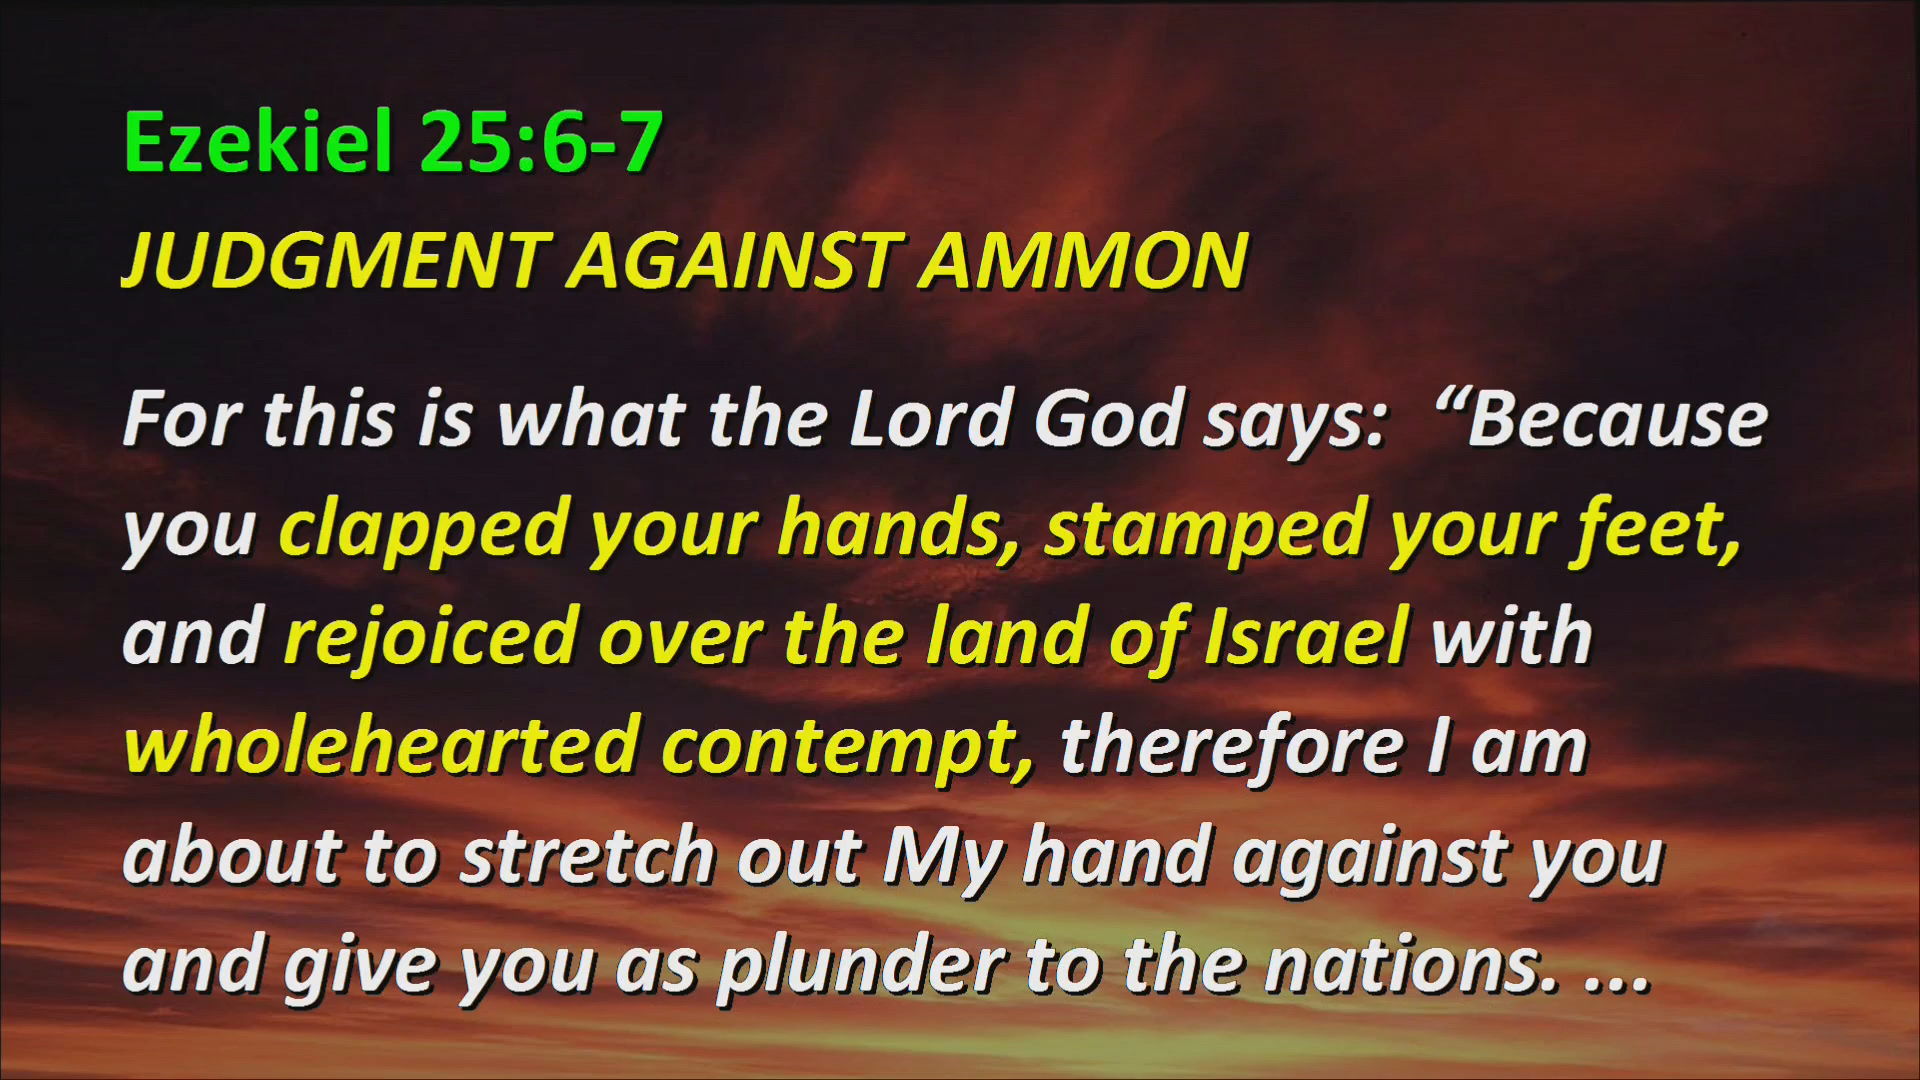 Ezekiel 25:6-7
JUDGMENT AGAINST AMMON
For this is what the Lord God says:  “Because
you clapped your hands, stamped your feet,
and rejoiced over the land of Israel with
wholehearted contempt, therefore I am
about to stretch out My hand against you
and give you as plunder to the nations. ...